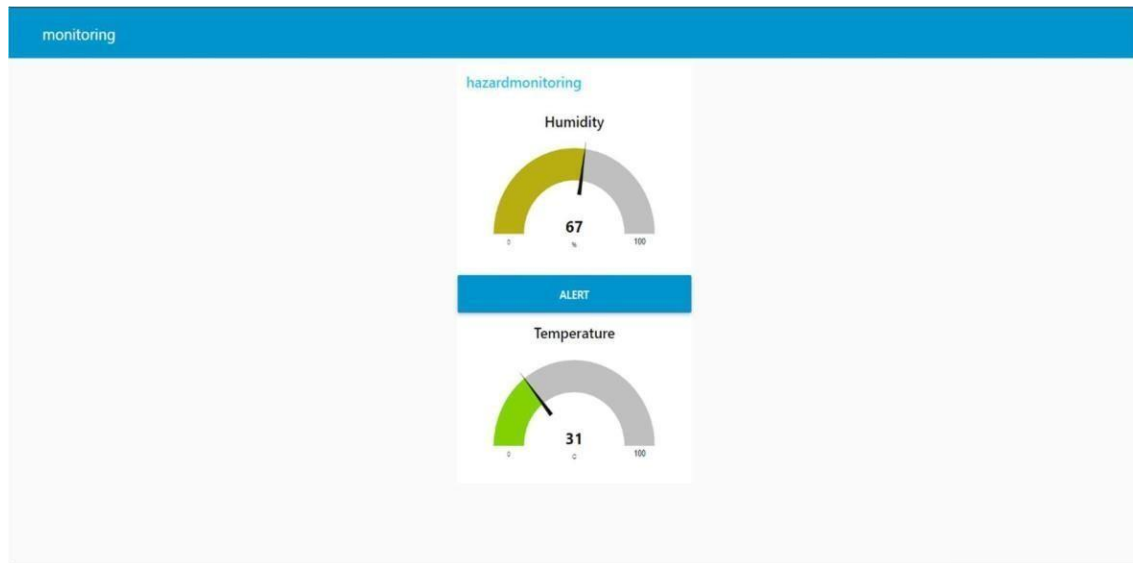 monitoring
hazardmonitoring
Humidity
67
0 % 100
ALERT
Temperature
31
0 C 100